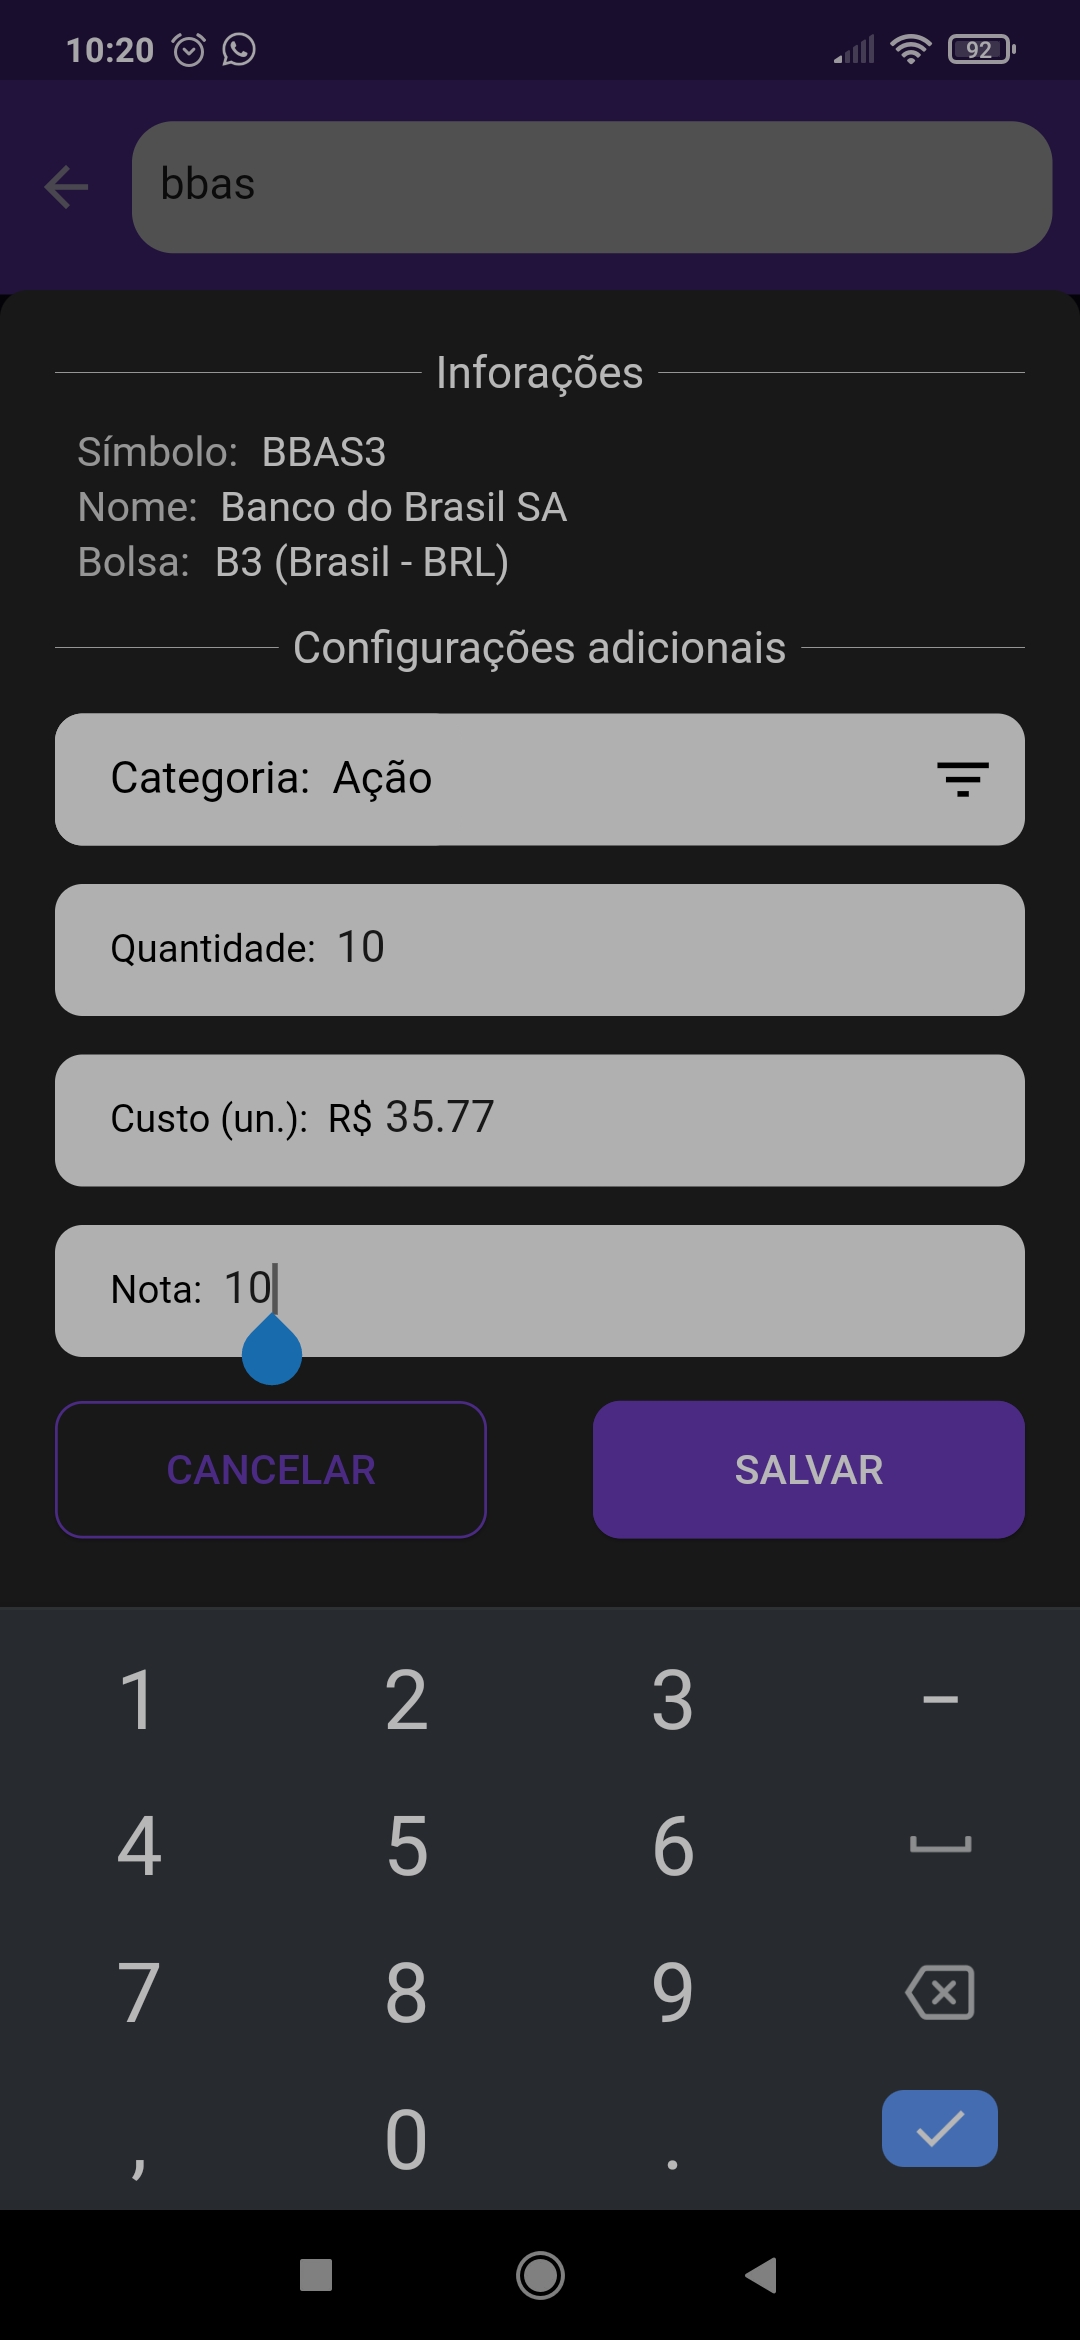 10:20 92
bbas
Inforações
Símbolo: BBAS3
Nome: Banco do Brasil SA
Bolsa: B3 (Brasil - BRL)
Configurações adicionais
Categoria: Ação
Quantidade: 10
Custo (un.): R$ 35.77
Nota: 10
CANCELAR SALVAR
1 2 3 −
4 5 6
7 8 9
, 0 .